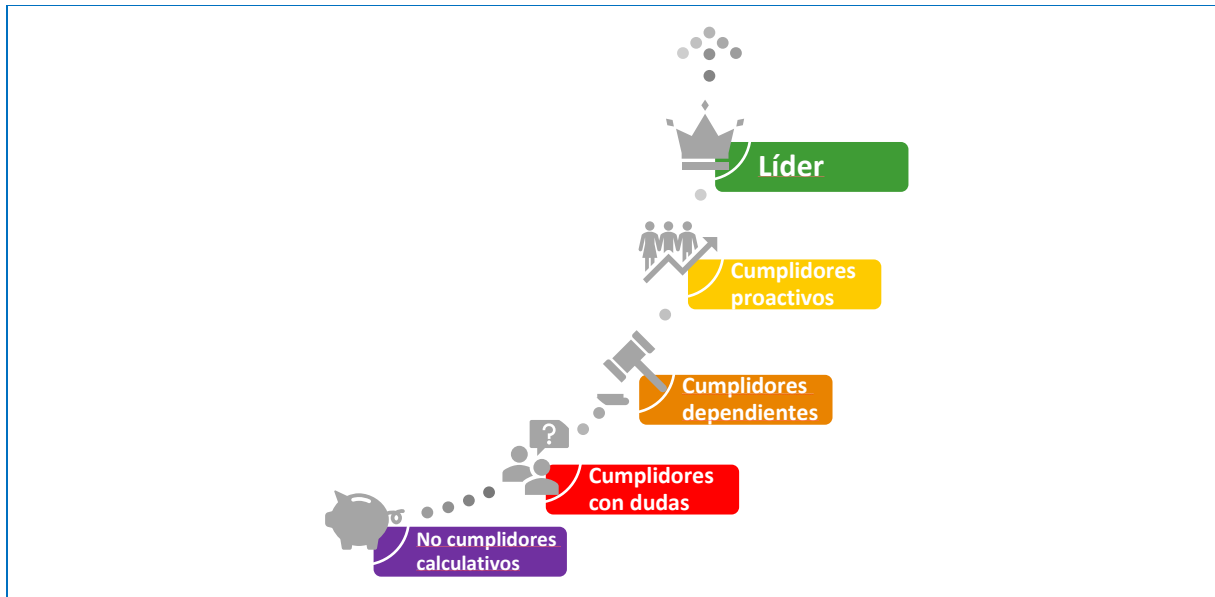 Líder
Cumplidores
proactivos
Cumplidores
dependientes
?
Cumplidores
con dudas
No cumplidores
calculativos